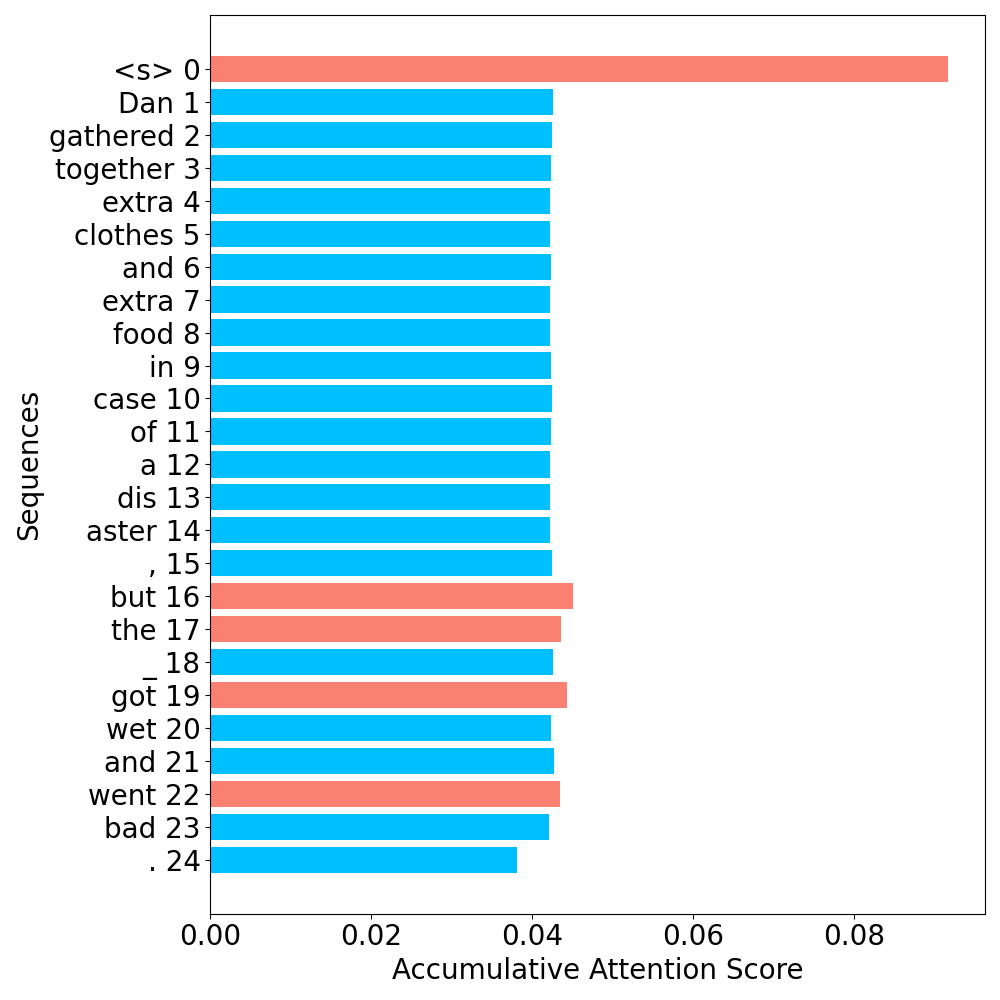 <s> 0
Dan 1
gathered 2
together 3
extra 4
clothes 5
and 6
extra 7
food 8
in 9
case 10
of 11
a 12
dis 13
aster 14
, 15
but 16
the 17
_ 18
got 19
wet 20
and 21
went 22
bad 23
. 24
Sequences
0.00 0.02 0.04 0.06 0.08
Accumulative Attention Score